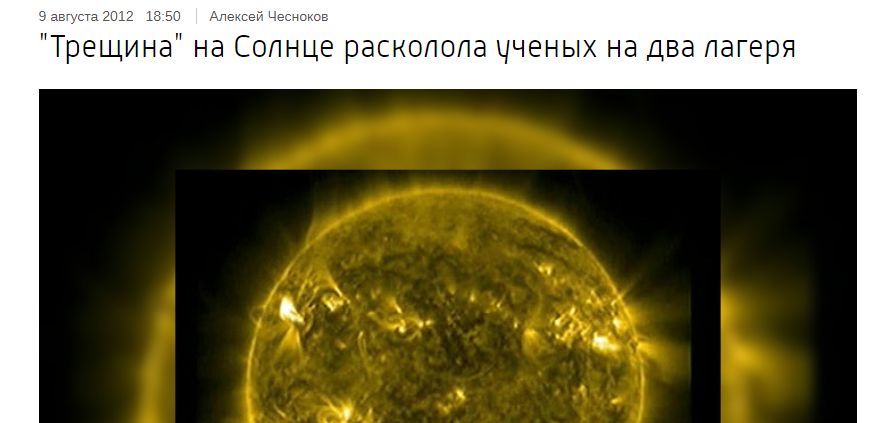 9 августа 2012 18:50 Алексей Чесноков
"Трещина" на Солнце расколола ученых на два лагеря